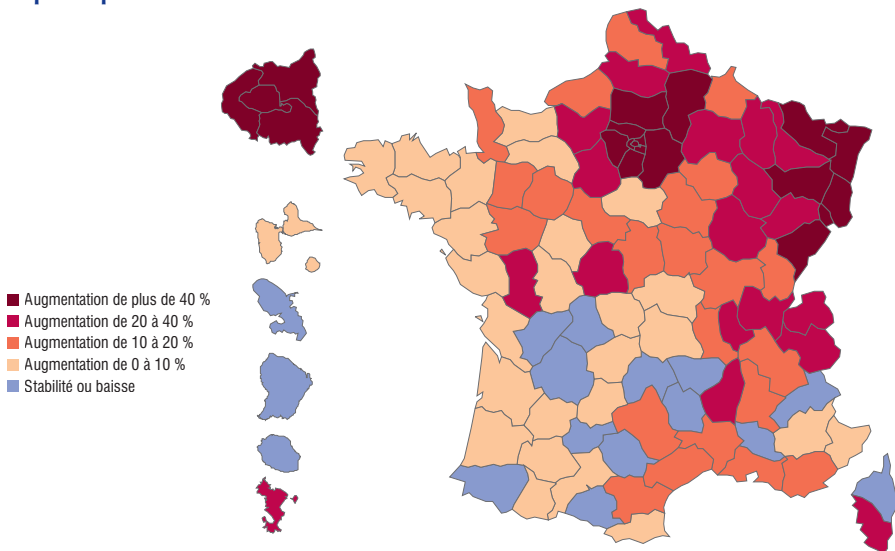 Augmentation de plus de 40 %
Augmentation de 20 à 40 %
Augmentation de 10 à 20 %
Augmentation de 0 à 10 %
Stabilité ou baisse